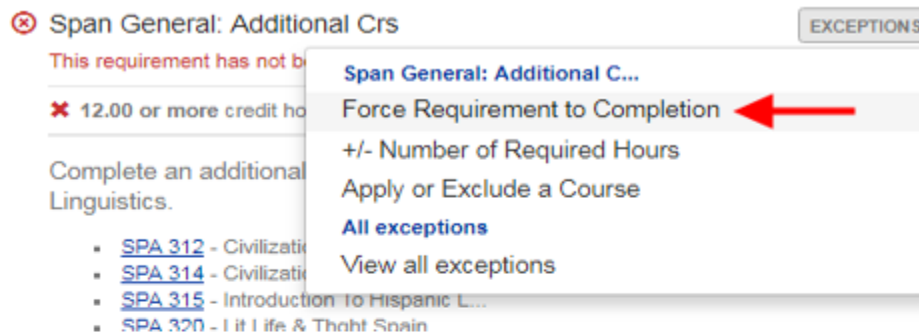 Span General: Additional Crs
EXCEPTIONS
This requirement has not b
Span General: Additional C...
12.00 or more credit ho
Force Requirement to Completion
+/- Number of Required Hours
Complete an additional
Linguistics.
Apply or Exclude a Course
All exceptions
View all exceptions
SPA 312 - Civilizatio
SPA 314 - Civilizatio
SPA 315 - Introduction To Hispanic L...
SPA 320 - Lit Life & Thght Spain